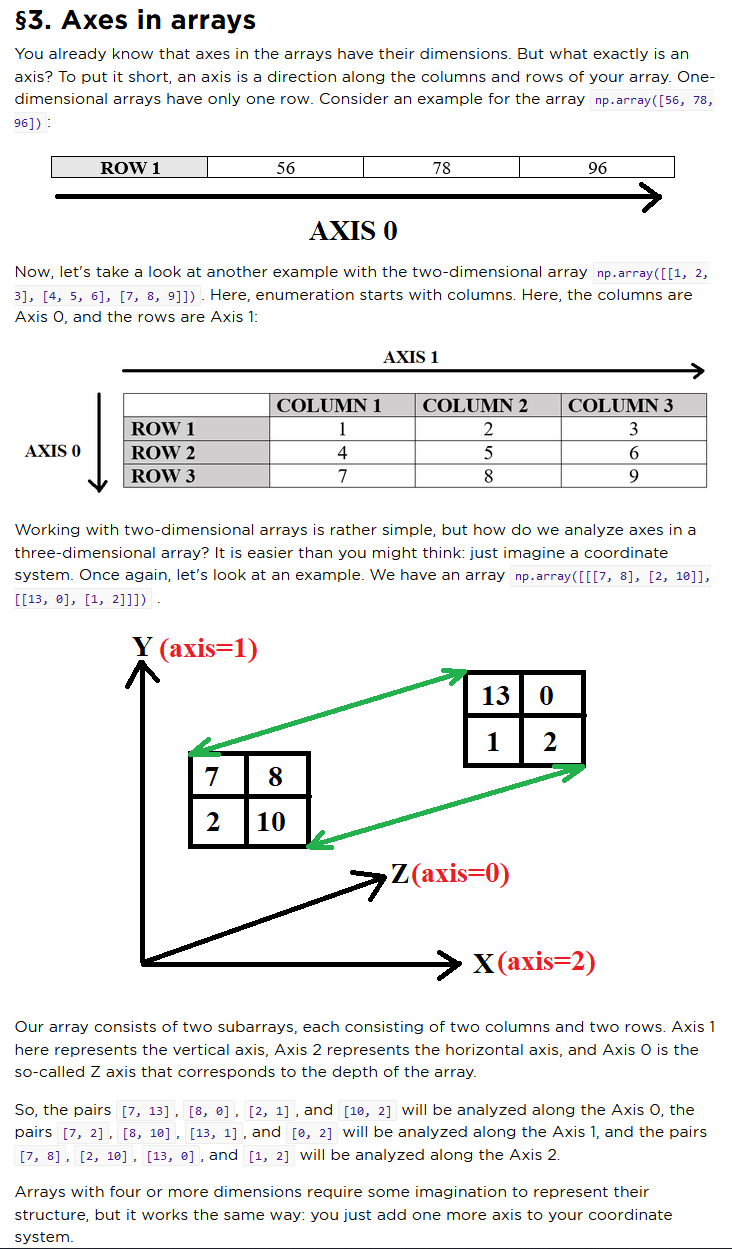 §3. Axes in arrays
You already know that axes in the arrays have their dimensions. But what exactly is an
axis? To put it short, an axis is a direction along the columns and rows of your array. One-
dimensional arrays have only one row. Consider an example for the array np.array([56, 78,
96]) :
ROW 1 56 78 96
AXIS 0
Now, let's take a look at another example with the two-dimensional array np.array([[1, 2,
3], [4, 5, 6], [7, 8, 9]]) . Here, enumeration starts with columns. Here, the columns are
Axis 0, and the rows are Axis 1:
AXIS 1
COLUMN 1 COLUMN 2 COLUMN 3
ROW 1 1 2 3
AXIS 0 ROW 2 4 5 6
ROW 3 7 8 9
Working with two-dimensional arrays is rather simple, but how do we analyze axes in a
three-dimensional array? It is easier than you might think: just imagine a coordinate
system. Once again, let's look at an example. We have an array np.array([[[7, 8], [2, 10]],
[[13, 0], [1, 2]]]) .
Y (axis=1)
13 0
1 2
7 8
2 10
Z(axis=0)
X(axis=2)
Our array consists of two subarrays, each consisting of two columns and two rows. Axis 1
here represents the vertical axis, Axis 2 represents the horizontal axis, and Axis 0 is the
so-called Z axis that corresponds to the depth of the array.
So, the pairs [7, 13] , [8, 0] , [2, 1] , and [10, 2] will be analyzed along the Axis 0, the
pairs [7, 2] , [8, 10] , [13, 1] , and [0, 2] will be analyzed along the Axis 1, and the pairs
[7, 8] , [2, 10] , [13, 0] , and [1, 2] will be analyzed along the Axis 2.
Arrays with four or more dimensions require some imagination to represent their
structure, but it works the same way: you just add one more axis to your coordinate
system.